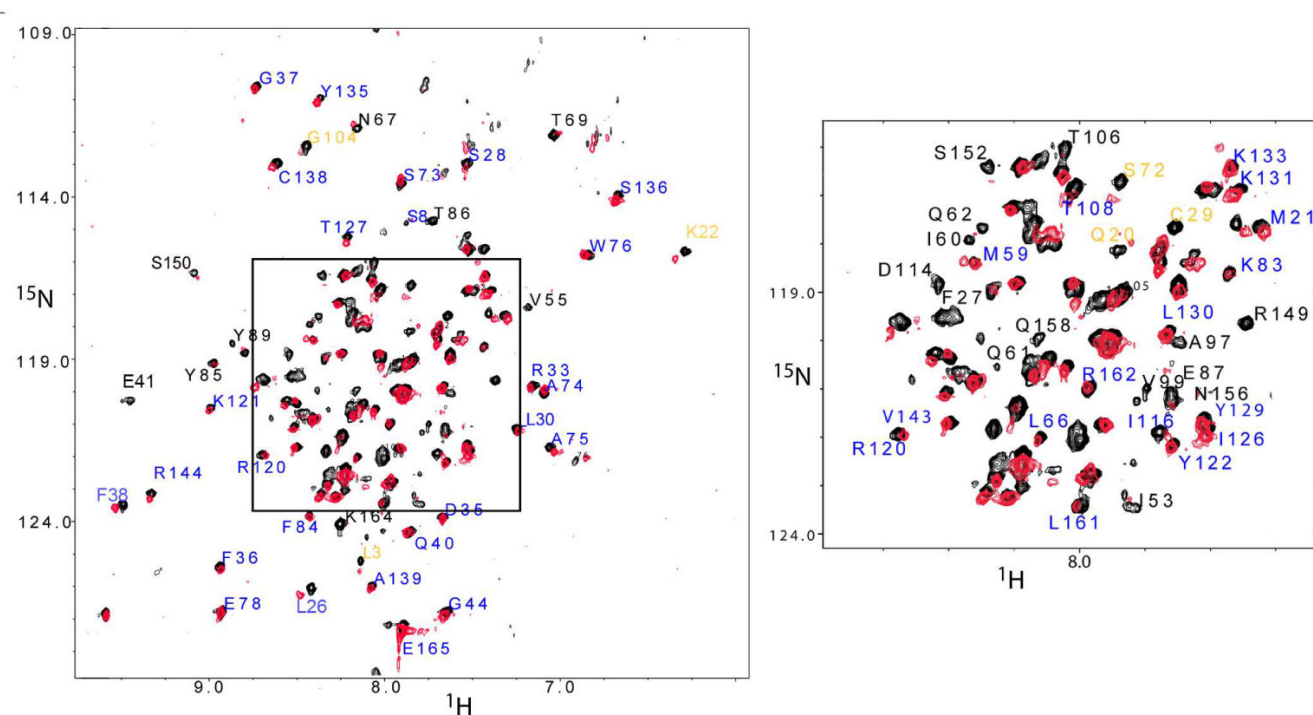 109.0
114.0
15N
119.0
124.0
9.0
8.0
7.0
1H
G37
Y135
N67
T69
G104
C138
S28
S73
S136
S8
T86
T127
K22
W76
S150
V55
Y89
Y85
R33
E41
A74
K121
L30
A75
R120
R144
F38
D35
K164
F84
Q40
L3
F36
A139
L26
E78
G44
E165
119.0
15N
124.0
8.0
1H
T106
S152
K133
S72
K131
T108
Q62
C29
M21
I60
Q20
M59
K83
D114
F27
05
L130
R149
Q158
A97
Q61
E87
R162
V99
N156
V143
L66
I116
Y129
I126
R120
Y122
I53
L161